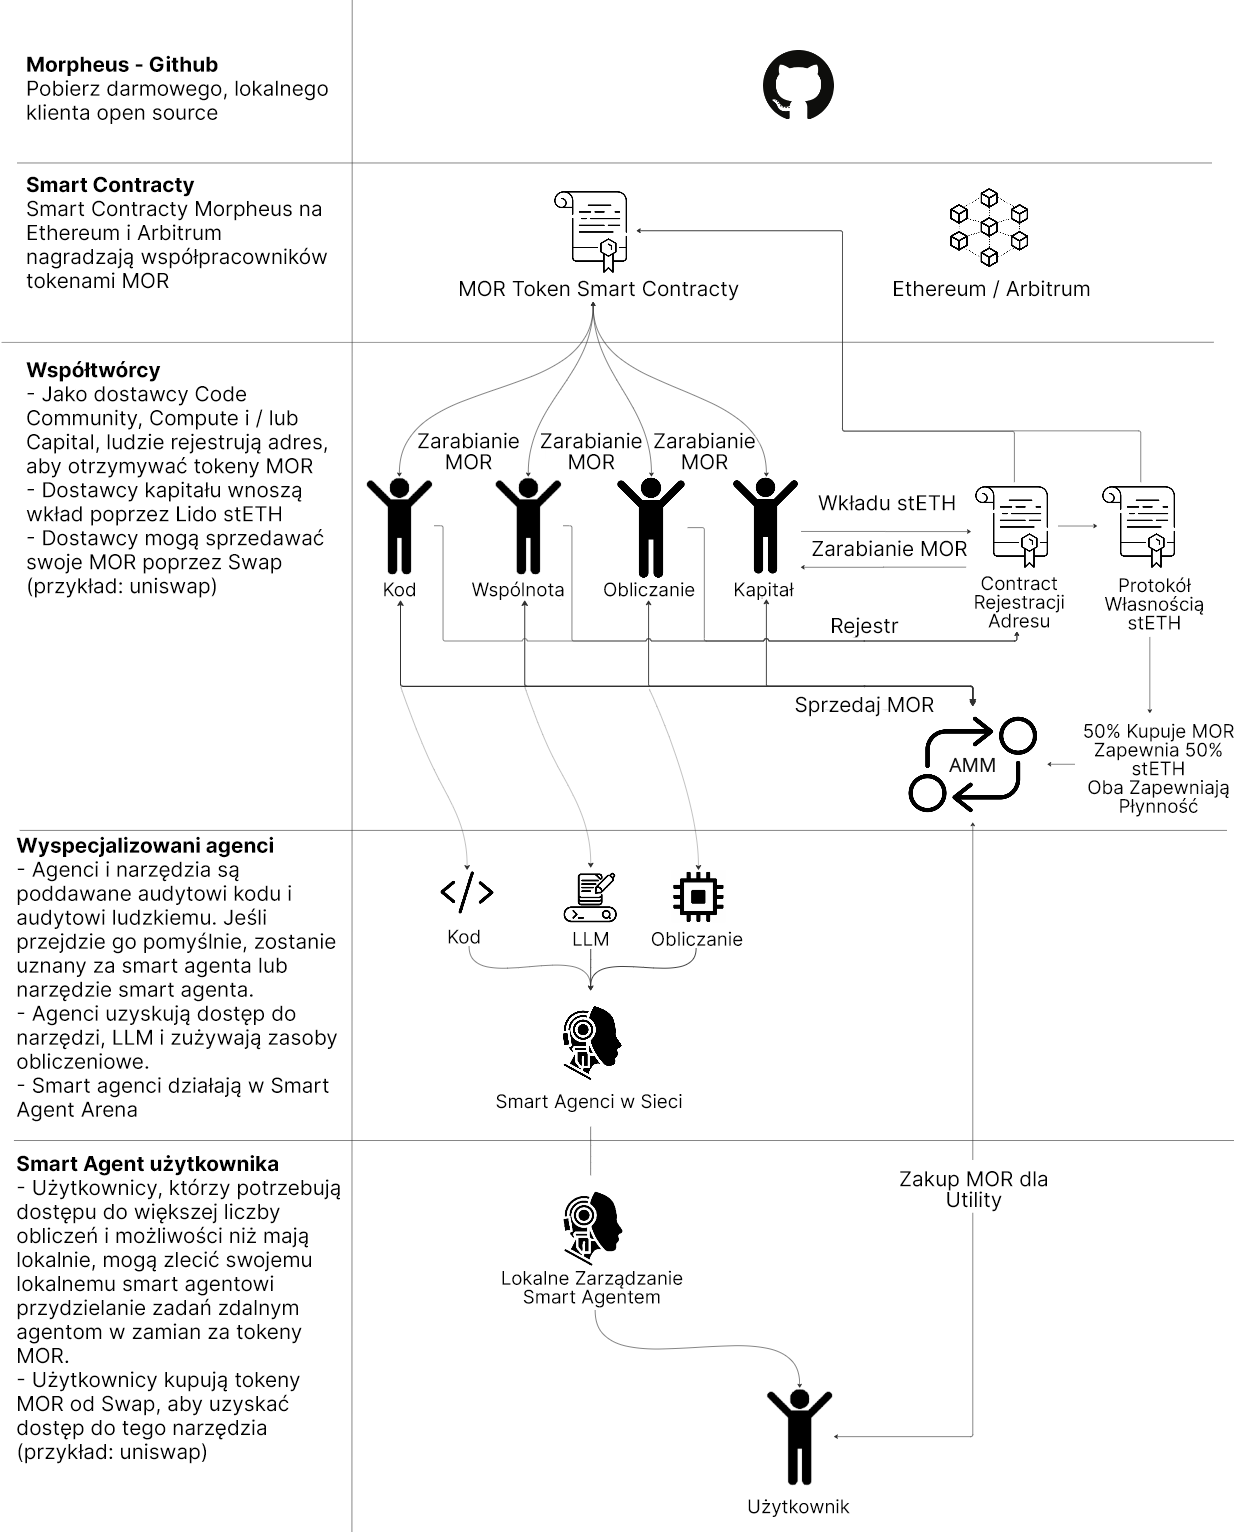 Morpheus - Github
Pobierz darmowego, lokalnego
klienta open source
Smart Contracty
Smart Contracty Morpheus na
Ethereum i Arbitrum
nagradzają współpracowników
tokenami MOR
MOR Token Smart Contracty
Ethereum / Arbitrum
Współtwórcy
- Jako dostawcy Code
Community, Compute i / lub
Capital, ludzie rejestrują adres,
aby otrzymywać tokeny MOR
- Dostawcy kapitału wnoszą
wkład poprzez Lido stETH
- Dostawcy mogą sprzedawać
swoje MOR poprzez Swap
(przykład: uniswap)
Zarabianie
MOR
Zarabianie
MOR
Zarabianie
MOR
Wkładu stETH
Zarabianie MOR
Kod
Wspólnota
Obliczanie
Kapitał
Contract
Rejestracji
Adresu
Protokół
Własnością
stETH
Rejestr
Sprzedaj MOR
AMM
50% Kupuje MOR
Zapewnia 50%
stETH
Oba Zapewniają
Płynność
Wyspecjalizowani agenci
- Agenci i narzędzia są
poddawane audytowi kodu i
audytowi ludzkiemu. Jeśli
przejdzie go pomyślnie, zostanie
uznany za smart agenta lub
narzędzie smart agenta.
- Agenci uzyskują dostęp do
narzędzi, LLM i zużywają zasoby
obliczeniowe.
- Smart agenci działają w Smart
Agent Arena
Kod
LLM
Obliczanie
Smart Agenci w Sieci
Smart Agent użytkownika
- Użytkownicy, którzy potrzebują
dostępu do większej liczby
obliczeń i możliwości niż mają
lokalnie, mogą zlecić swojemu
lokalnemu smart agentowi
przydzielanie zadań zdalnym
agentom w zamian za tokeny
MOR.
- Użytkownicy kupują tokeny
MOR od Swap, aby uzyskać
dostęp do tego narzędzia
(przykład: uniswap)
Zakup MOR dla
Utility
Lokalne Zarządzanie
Smart Agentem
Użytkownik